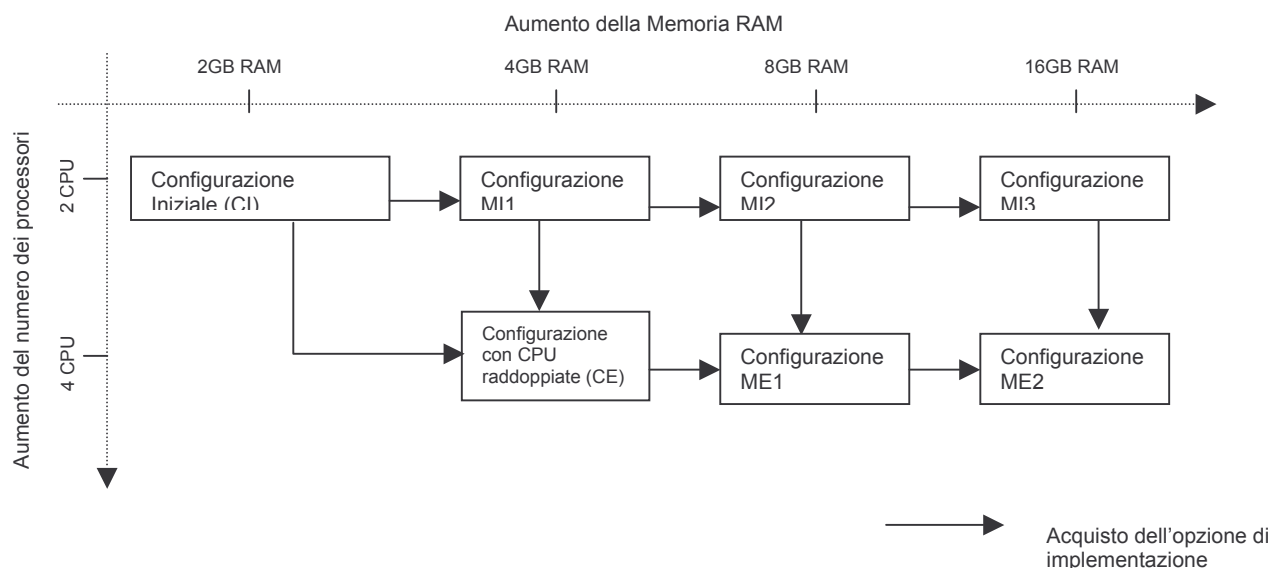 Aumento della Memoria RAM
2GB RAM
4GB RAM
8GB RAM
16GB RAM
Aumento del numero dei processori
2 CPU
4 CPU
Configurazione
Iniziale (CI)
Configurazione
MI1
Configurazione
MI2
Configurazione
MI3
Configurazione
con CPU
raddoppiate (CE)
Configurazione
ME1
Configurazione
ME2
Acquisto dell'opzione di
implementazione